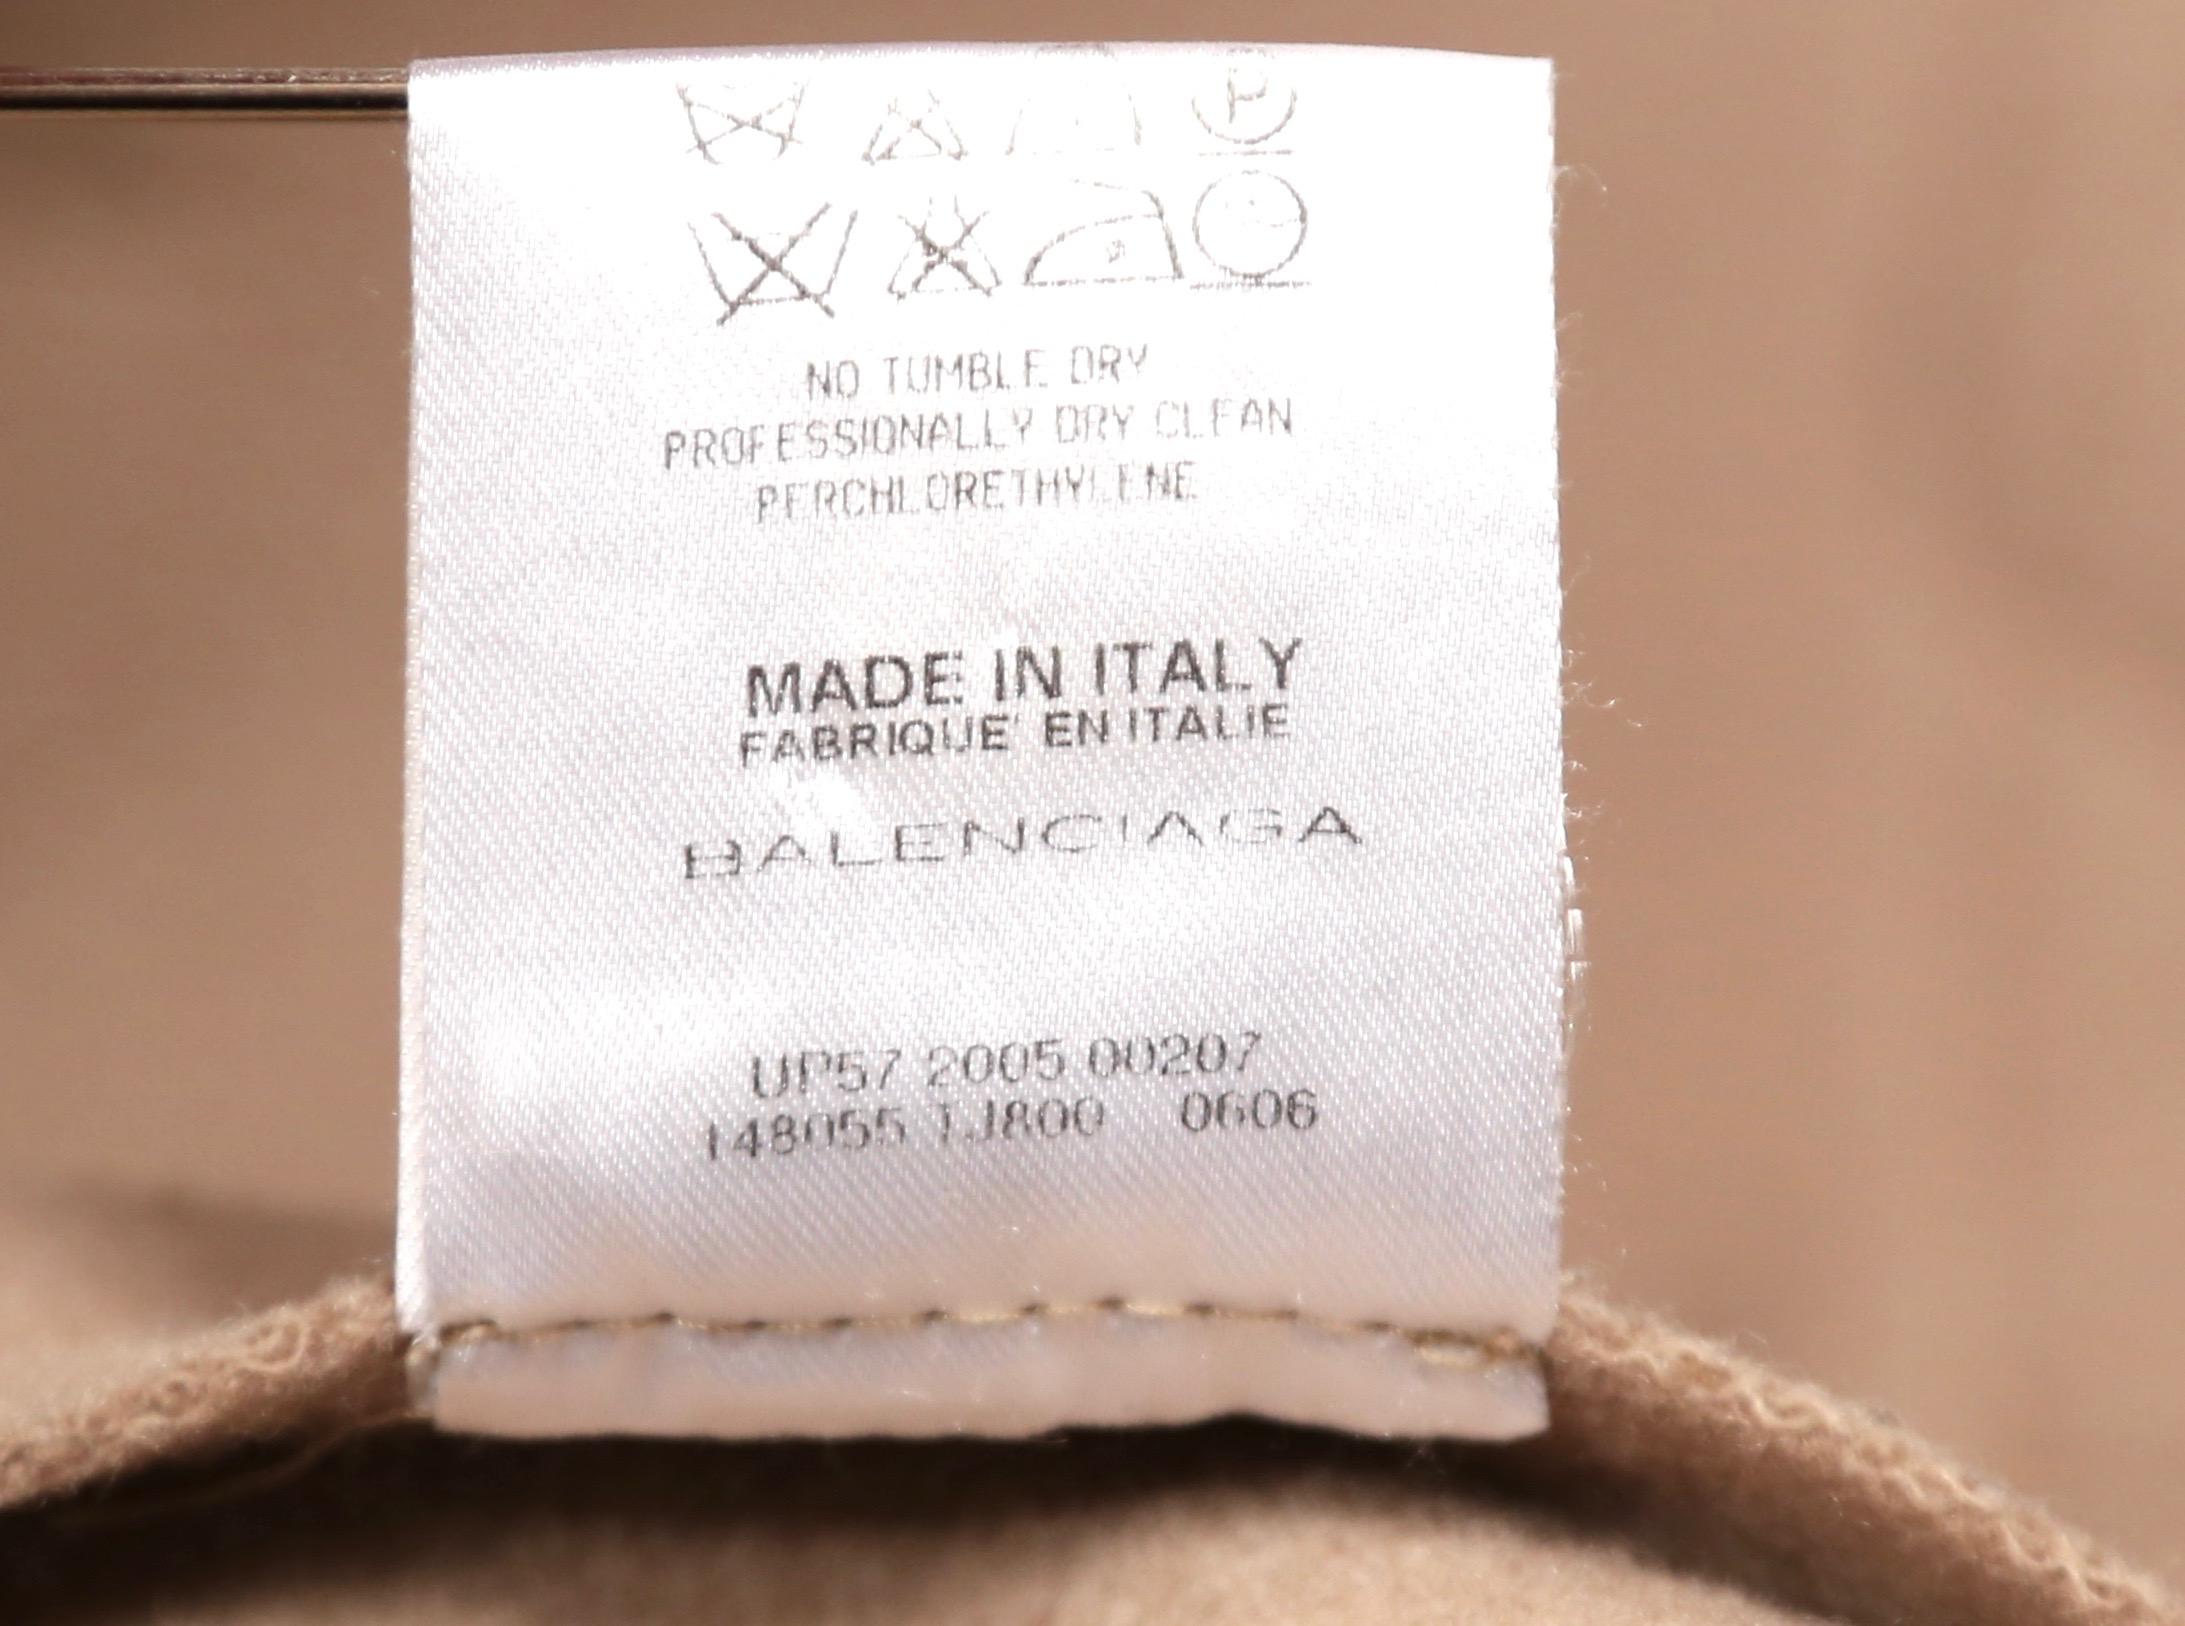 P
NO TUMBLE DRY
PROFESSIONALLY DRY CLEAN
PERCHLORETHYLENE
MADE IN ITALY
FABRIQUE' EN ITALIE
BALENCIAGA
UP57 2005 00207
148055 1J800 0606